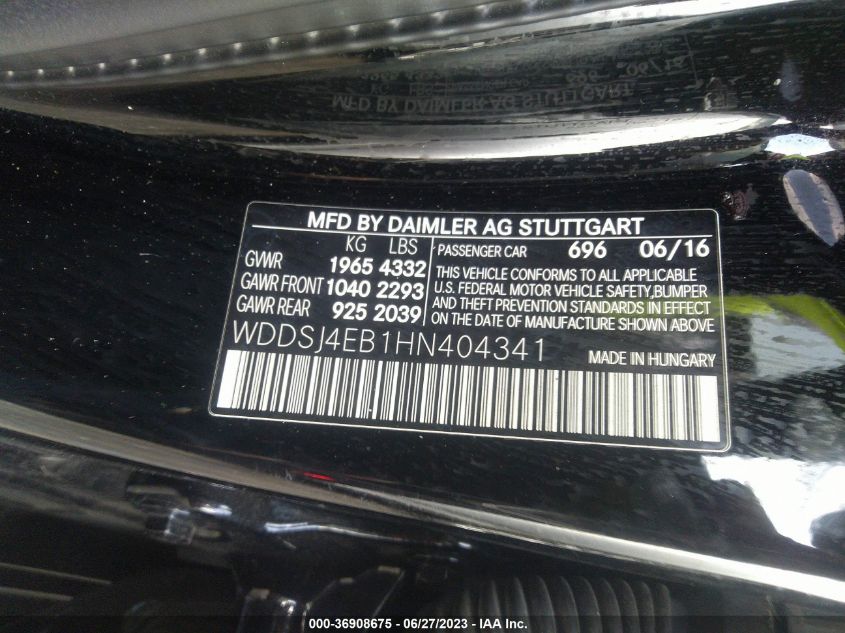 MFD BY DAIMLER AG STUTTGART
KG LBS
GVWR 1965 4332
GAWR FRONT 1040 2293
GAWR REAR 925 2039
PASSENGER CAR 696 06/16
THIS VEHICLE CONFORMS TO ALL APPLICABLE
U.S. FEDERAL MOTOR VEHICLE SAFETY,BUMPER
AND THEFT PREVENTION STANDARDS IN EFFECT
ON THE DATE OF MANUFACTURE SHOWN ABOVE
WDDSJ4EB1HN404341
MADE IN HUNGARY
000-36908675 / 06/27/2023 - IAA Inc.